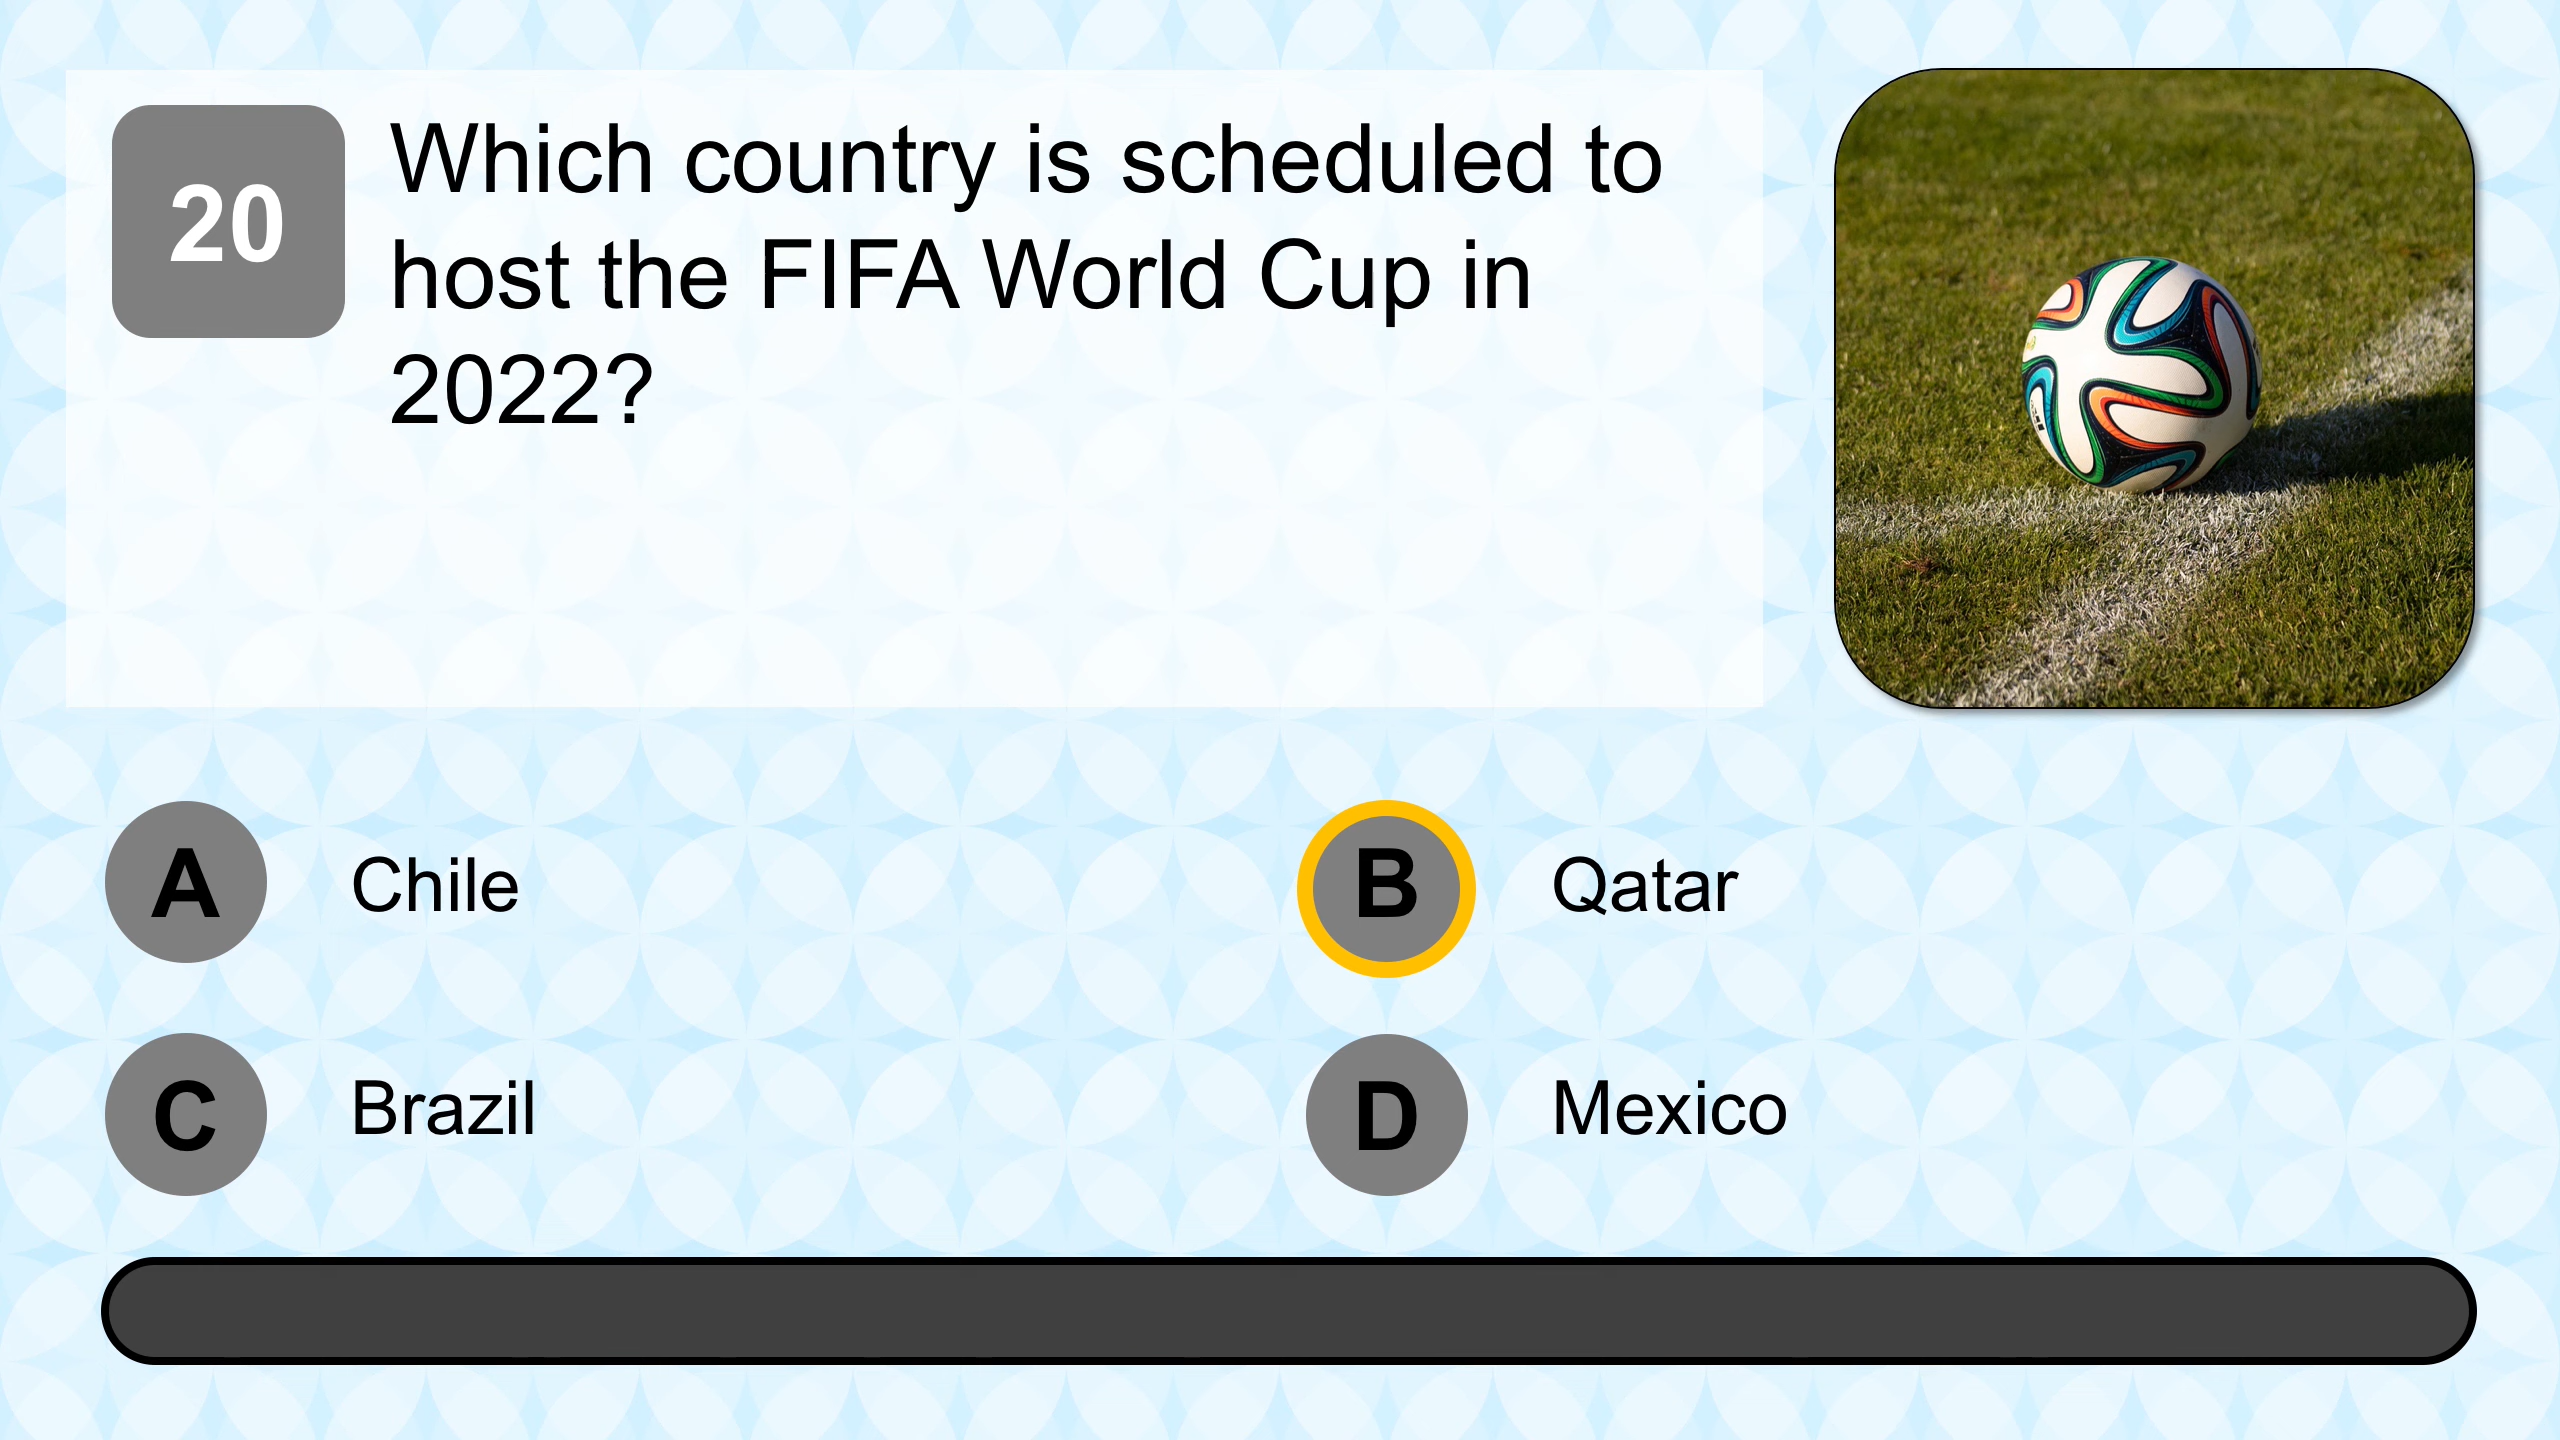 20
Which country is scheduled to
host the FIFA World Cup in
2022?
A Chile
B Qatar
C Brazil
D Mexico